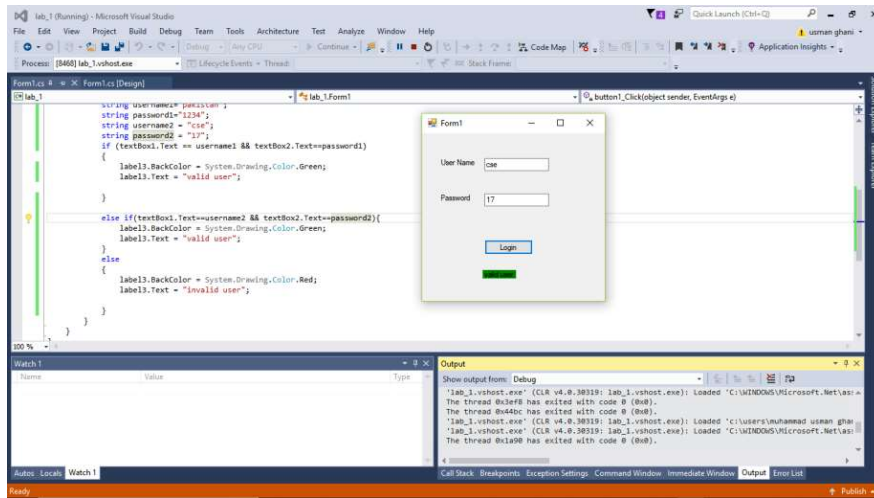 lab_1 (Running) - Microsoft Visual Studio
Quick Launch (Ctrl+Q)
File Edit View Project Build Debug Team Tools Architecture Test Analyze Window Help
usman ghani
Debug Any CPU Continue Code Map Application Insights
Process: [8468] lab_1.vshost.exe Lifecycle Events Thread: Stack Frame:
Form1.cs Form1.cs [Design]
lab_1 lab_1.Form1 button1_Click(object sender, EventArgs e)
string username1= "pakistan";
string password1="1234";
string username2 = "cse";
string password2 = "17";
if (textBox1.Text == username1 && textBox2.Text==password1)
{
label3.BackColor = System.Drawing.Color.Green;
label3.Text = "valid user";
}
else if(textBox1.Text==username2 && textBox2.Text==password2){
label3.BackColor = System.Drawing.Color.Green;
label3.Text = "valid user";
}
else
{
label3.BackColor = System.Drawing.Color.Red;
label3.Text = "invalid user";
}
}
}
Form1
User Name cse
Password 17
Login
valid user
100 %
Watch 1
Name Value Type
Autos Locals Watch 1
Output
Show output from: Debug
'lab_1.vshost.exe' (CLR v4.0.30319: lab_1.vshost.exe): Loaded 'C:\WINDOWS\Microsoft.Net\ass
The thread 0x3ef8 has exited with code 0 (0x0).
The thread 0x44bc has exited with code 0 (0x0).
'lab_1.vshost.exe' (CLR v4.0.30319: lab_1.vshost.exe): Loaded 'c:\users\muhammad usman ghan
'lab_1.vshost.exe' (CLR v4.0.30319: lab_1.vshost.exe): Loaded 'C:\WINDOWS\Microsoft.Net\ass
The thread 0x1a90 has exited with code 0 (0x0).
Call Stack Breakpoints Exception Settings Command Window Immediate Window Output Error List
Ready
Publish